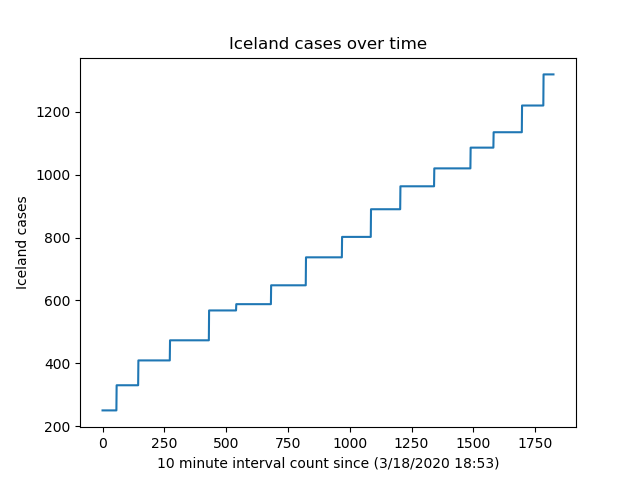 Iceland cases over time
Iceland cases
1200
1000
800
600
400
200
0 250 500 750 1000 1250 1500 1750
10 minute interval count since (3/18/2020 18:53)